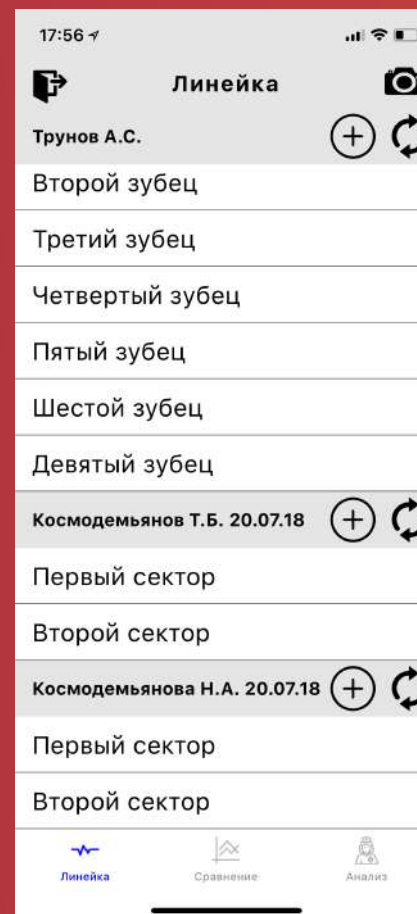 17:56
Линейка
Трунов А.С.
Второй зубец
Третий зубец
Четвертый зубец
Пятый зубец
Шестой зубец
Девятый зубец
Космодемьянов Т.Б. 20.07.18
Первый сектор
Второй сектор
Космодемьянова Н.А. 20.07.18
Первый сектор
Второй сектор
Линейка Сравнение Анализ